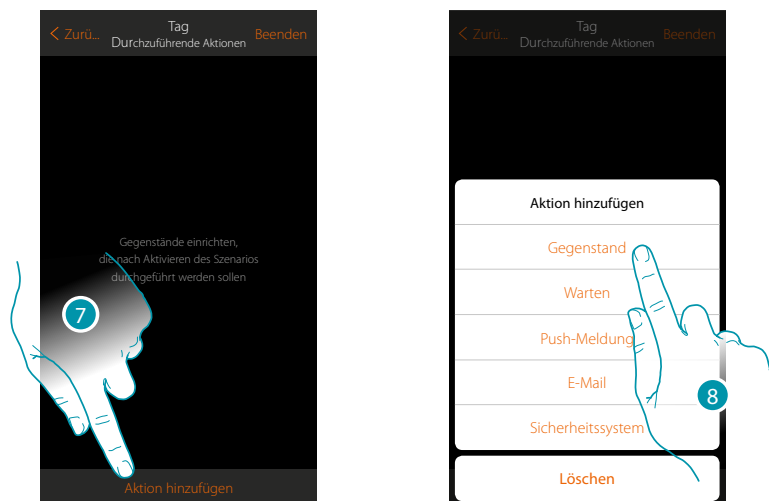 Zurü...
Tag
Durchzuführende Aktionen
Beenden
Gegenstände einrichten,
die nach Aktivieren des Szenarios
durchgeführt werden sollen
7
Aktion hinzufügen
Zurü...
Tag
Durchzuführende Aktionen
Beenden
Aktion hinzufügen
Gegenstand
Warten
Push-Meldung
E-Mail
8
Sicherheitssystem
Löschen